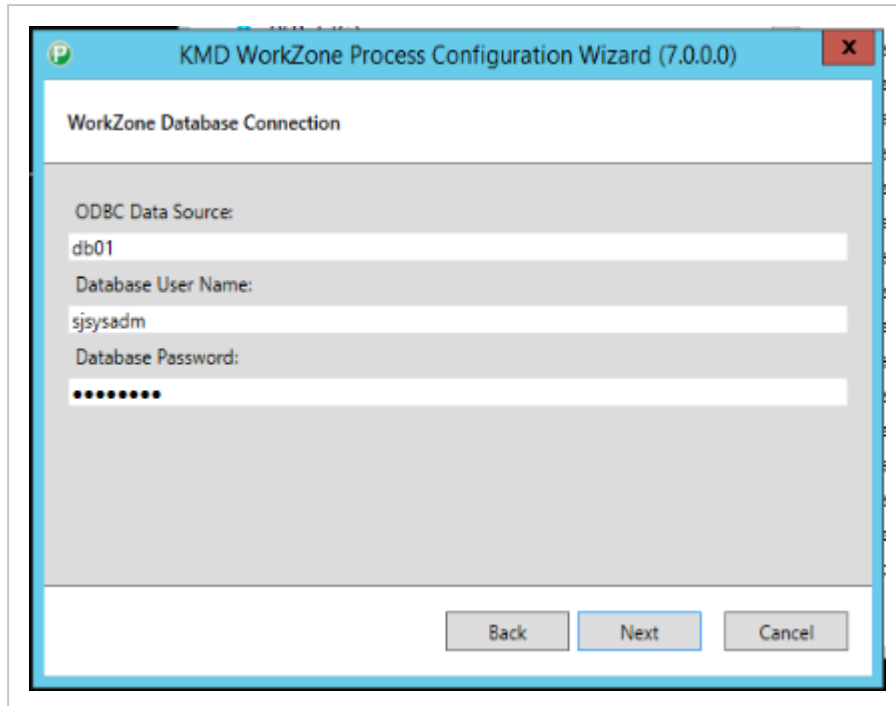 KMD WorkZone Process Configuration Wizard (7.0.0.0)
X
WorkZone Database Connection
ODBC Data Source:
db01
Database User Name:
sjsysadm
Database Password:
••••••••
Back Next Cancel